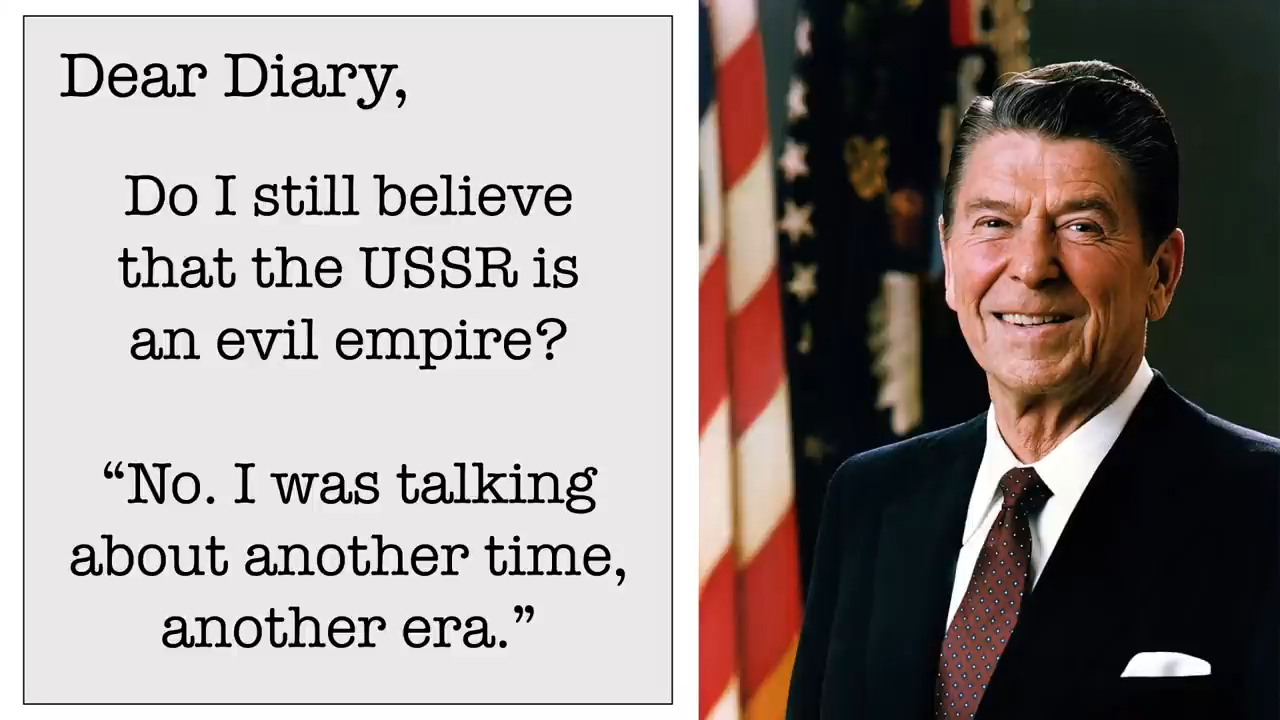 Dear Diary,
Do I still believe
that the USSR is
an evil empire?
“No. I was talking
about another time,
another era.”